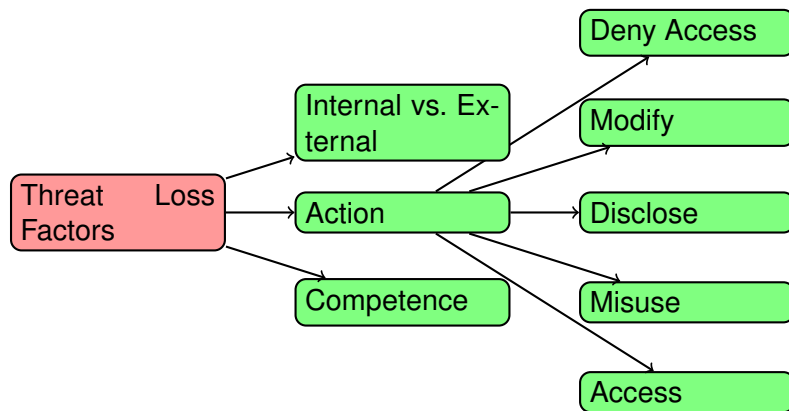 Deny Access
Internal vs. Ex-
ternal
Modify
Threat Loss
Factors
Action
Disclose
Competence
Misuse
Access